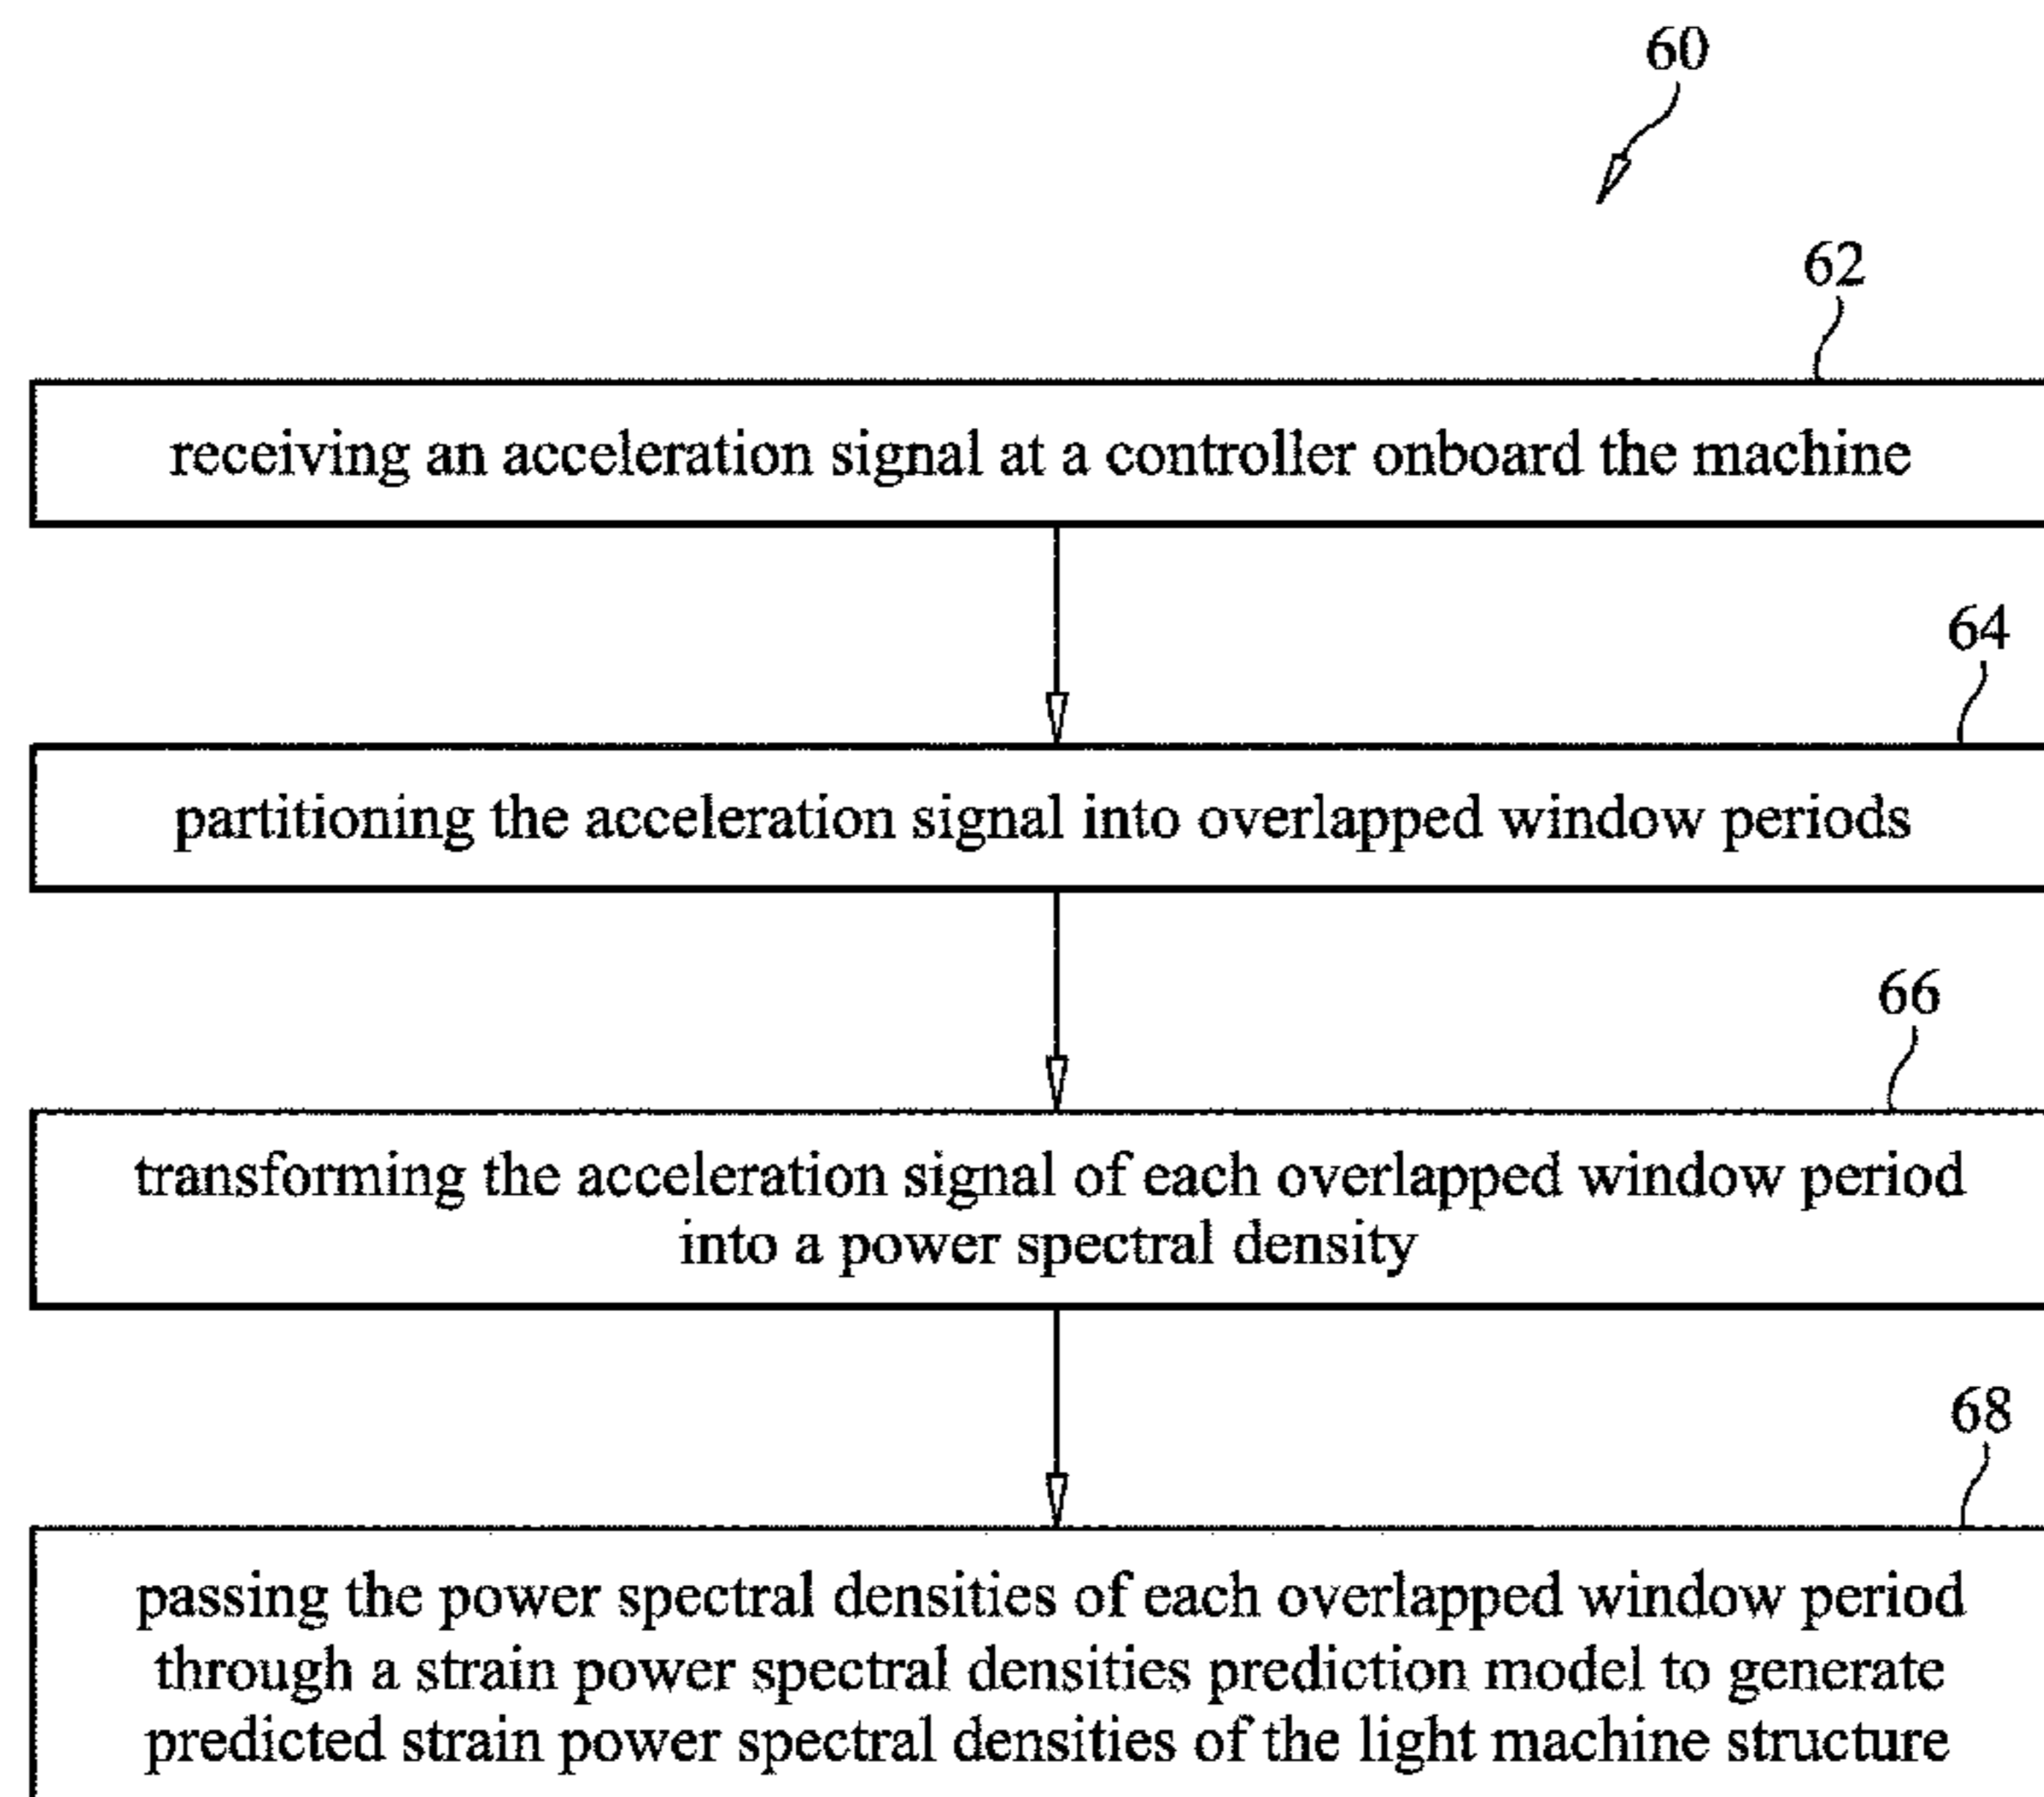 60
62
receiving an acceleration signal at a controller onboard the machine
64
partitioning the acceleration signal into overlapped window periods
66
transforming the acceleration signal of each overlapped window period
into a power spectral density
68
passing the power spectral densities of each overlapped window period
through a strain power spectral densities prediction model to generate
predicted strain power spectral densities of the light machine structure